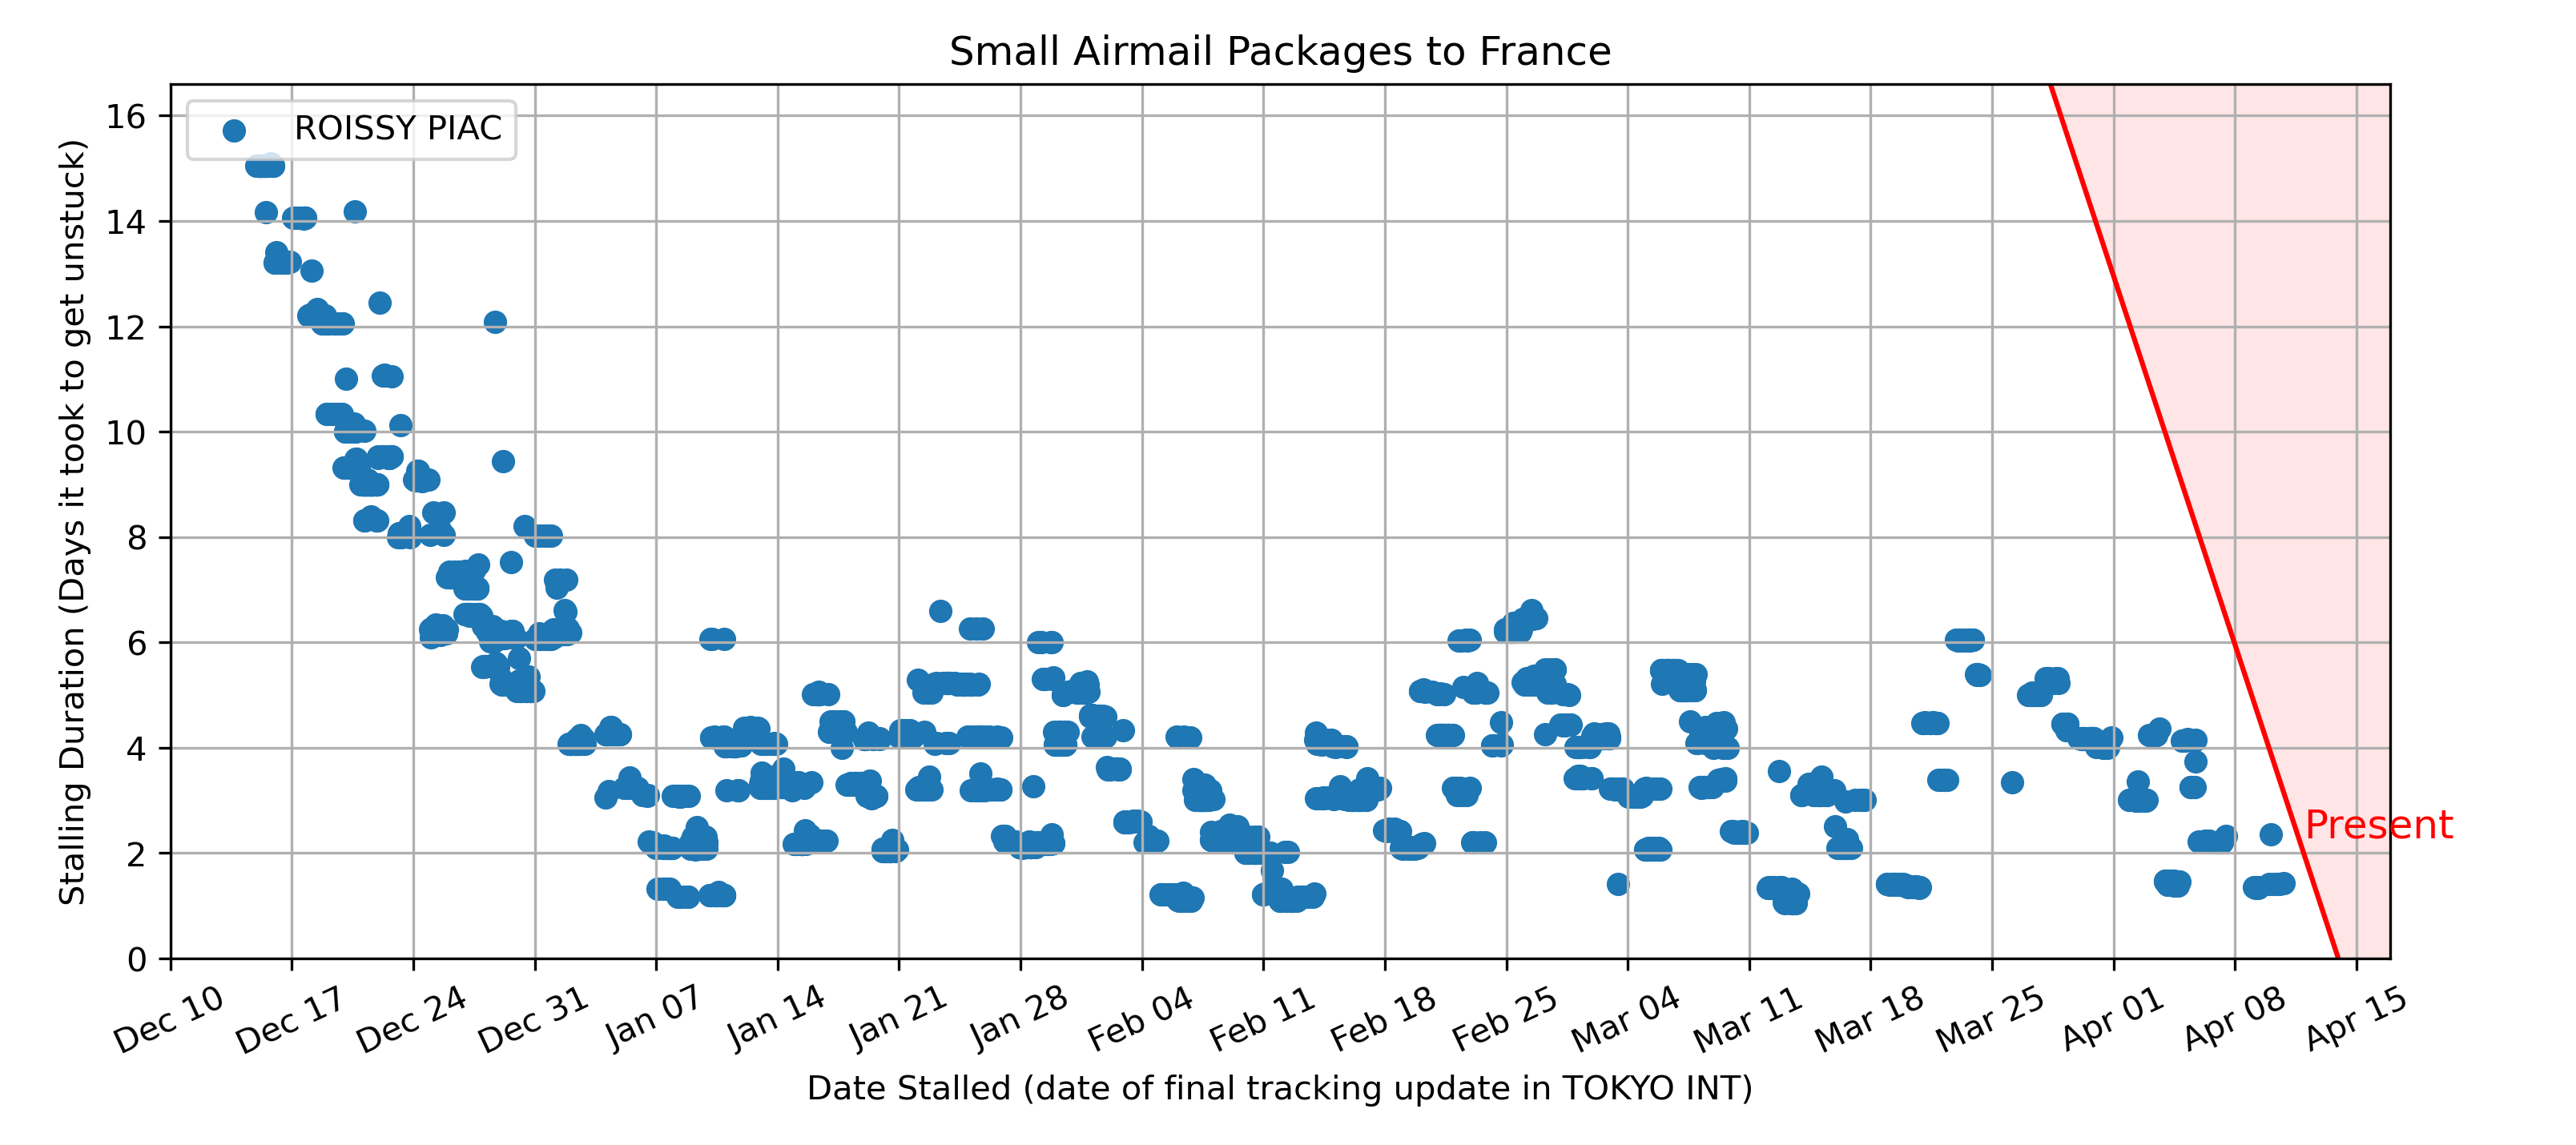 Small Airmail Packages to France
ROISSY PIAC
Stalling Duration (Days it took to get unstuck)
16
14
12
10
8
6
4
2
0
Present
Dec 10 Dec 17 Dec 24 Dec 31 Jan 07 Jan 14 Jan 21 Jan 28 Feb 04 Feb 11 Feb 18 Feb 25 Mar 04 Mar 11 Mar 18 Mar 25 Apr 01 Apr 08 Apr 15
Date Stalled (date of final tracking update in TOKYO INT)